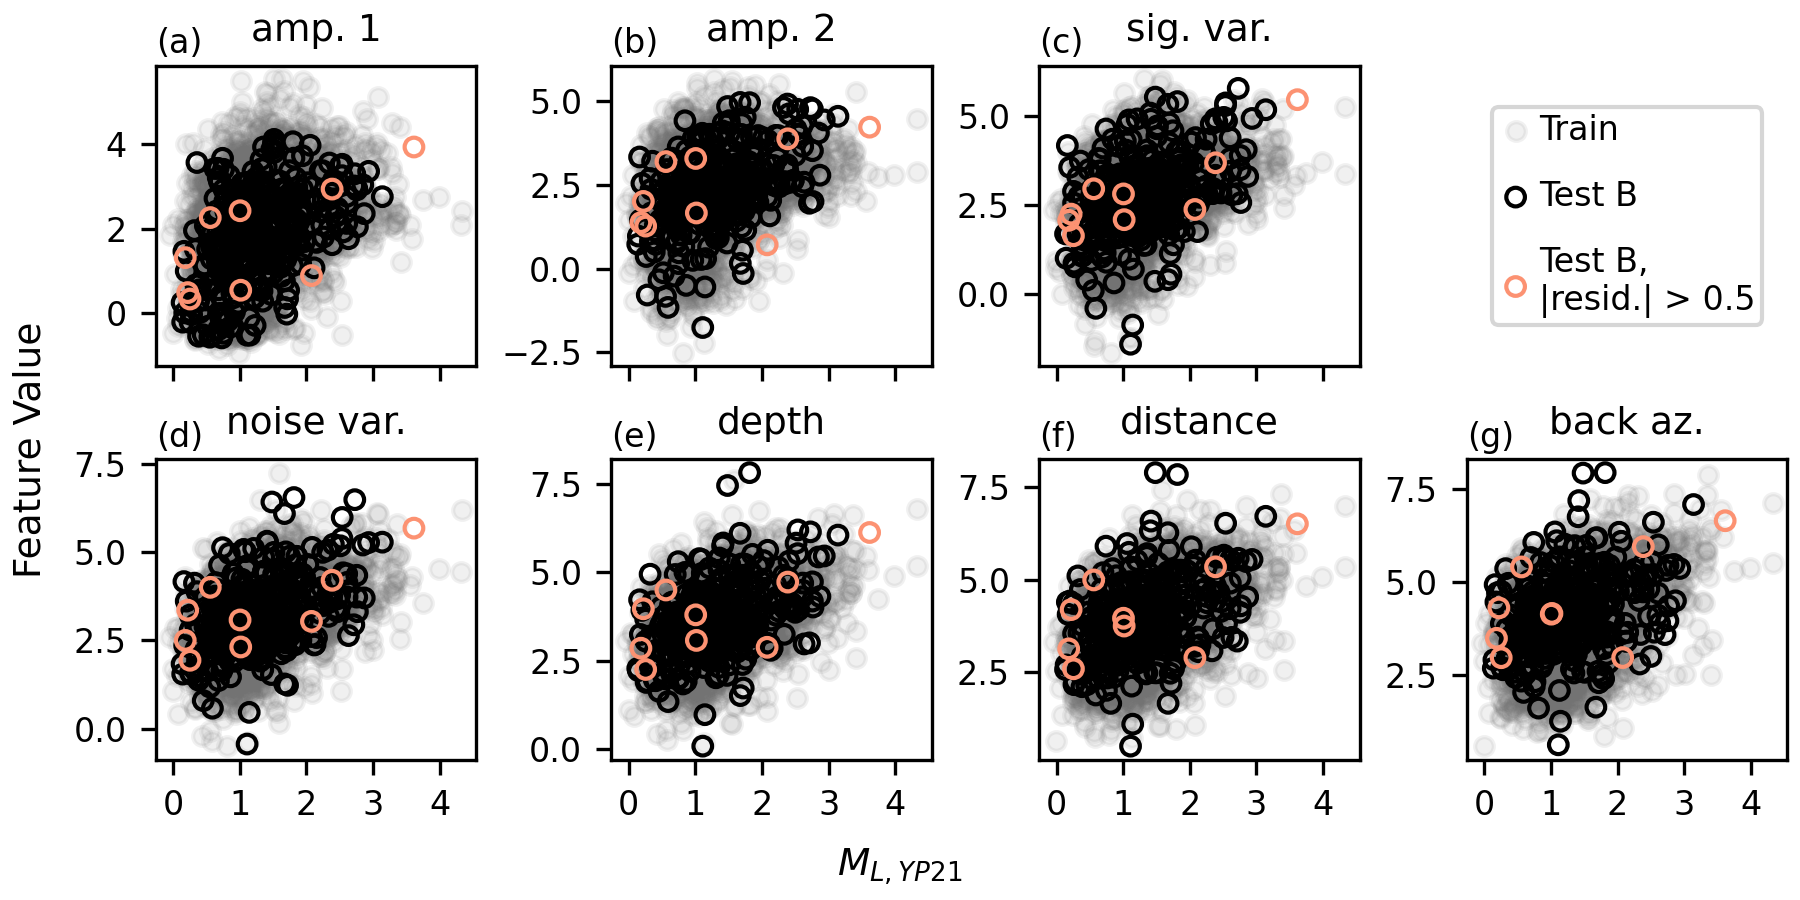 (a) amp. 1
(b) amp. 2
(c) sig. var.
4
2
0
5.0
2.5
0.0
−2.5
5.0
2.5
0.0
Train
Test B
Test B,
|resid.| > 0.5
Feature Value
(d) noise var.
(e) depth
(f) distance
(g) back az.
7.5
5.0
2.5
0.0
7.5
5.0
2.5
0.0
7.5
5.0
2.5
7.5
5.0
2.5
0 1 2 3 4
0 1 2 3 4
0 1 2 3 4
0 1 2 3 4
M_{L, YP21}